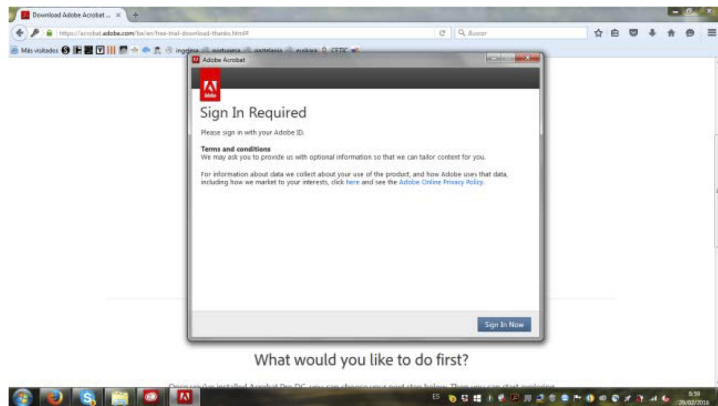 Download Adobe Acrobat ...
https://acrobat.adobe.com/be/en/free-trial-download-thanks.html#
Buscar
Más visitados
Adobe Acrobat
Adobe
Sign In Required
Please sign in with your Adobe ID.
Terms and conditions
We may ask you to provide us with optional information so that we can tailor content for you.
For information about data we collect about your use of the product, and how Adobe uses that data,
including how we market to your interests, click here and see the Adobe Online Privacy Policy.
Sign In Now
What would you like to do first?
ES
8:59
29/02/2016